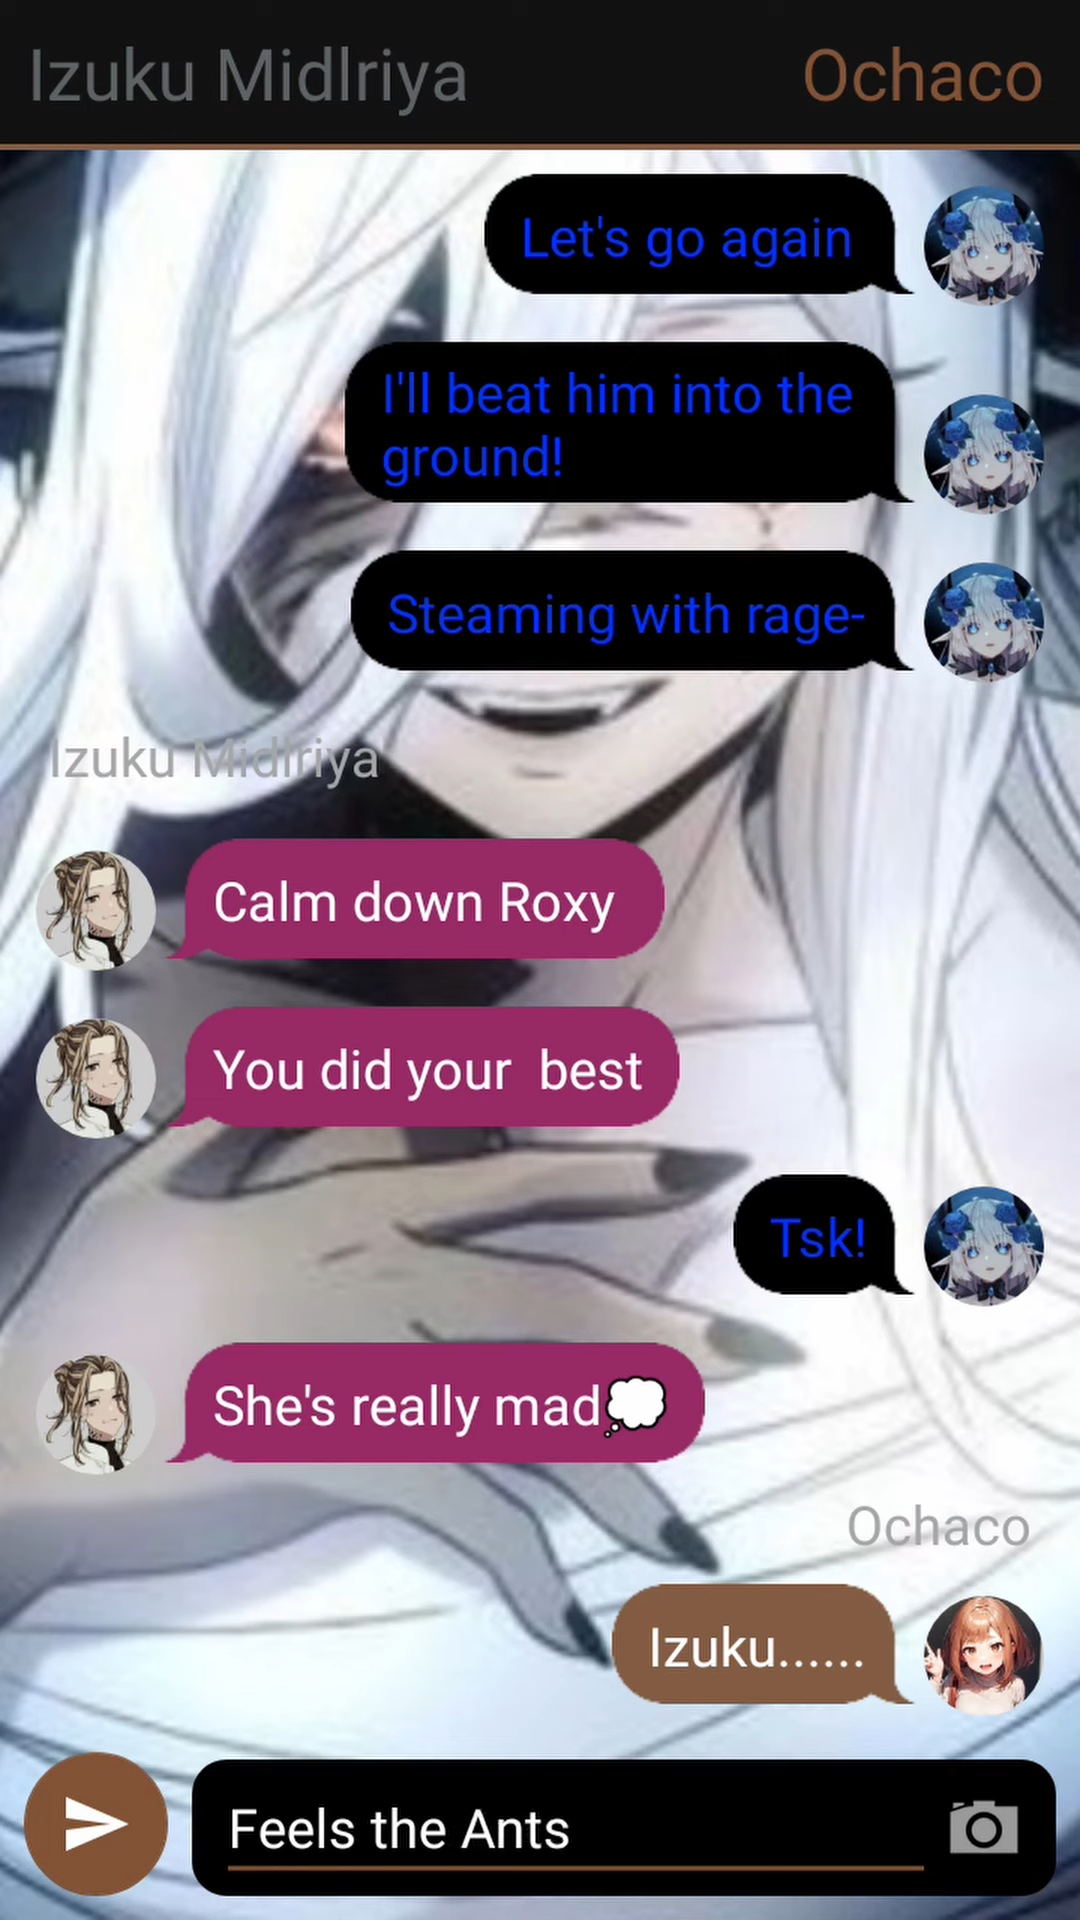 Izuku Midlriya
Ochaco
Let's go again
I'll beat him into the
ground!
Steaming with rage-
Izuku Midlriya
Calm down Roxy
You did your  best
Tsk!
She's really mad💭
Ochaco
Izuku......
Feels the Ants